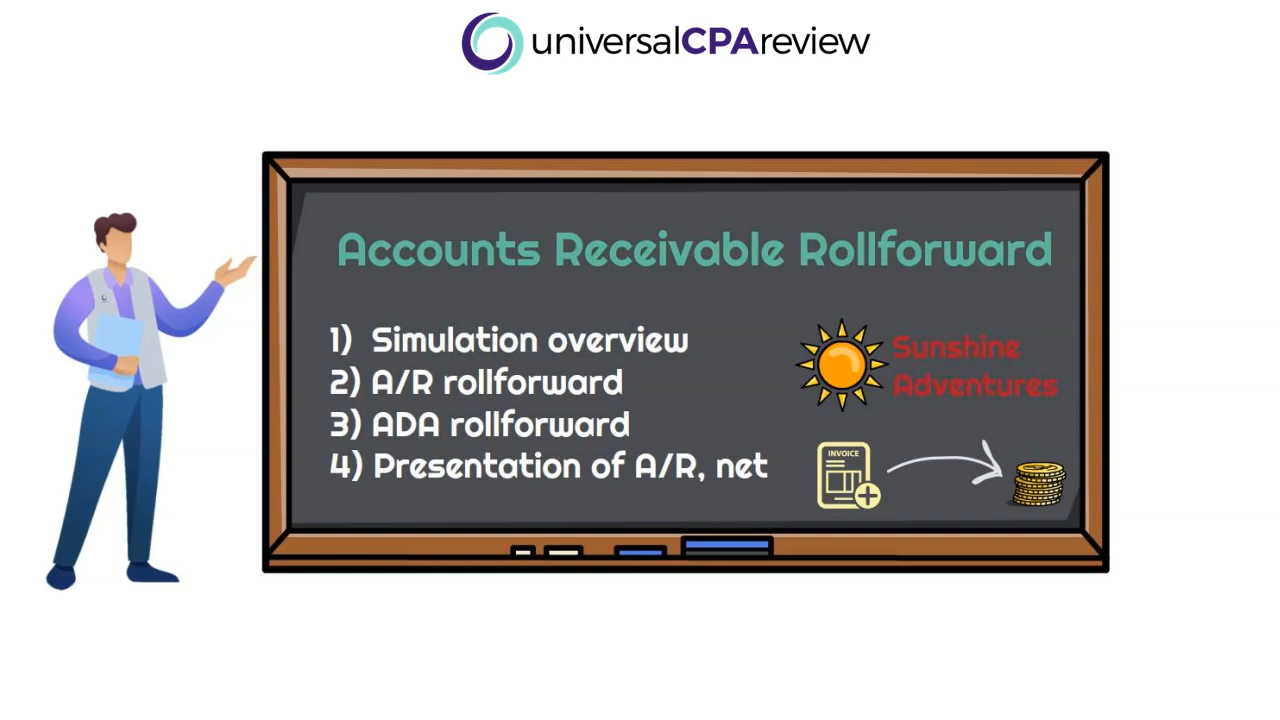 universalCPAreview
Accounts Receivable Rollforward
1) Simulation overview
2) A/R rollforward
3) ADA rollforward
4) Presentation of A/R, net
Sunshine
Adventures
INVOICE